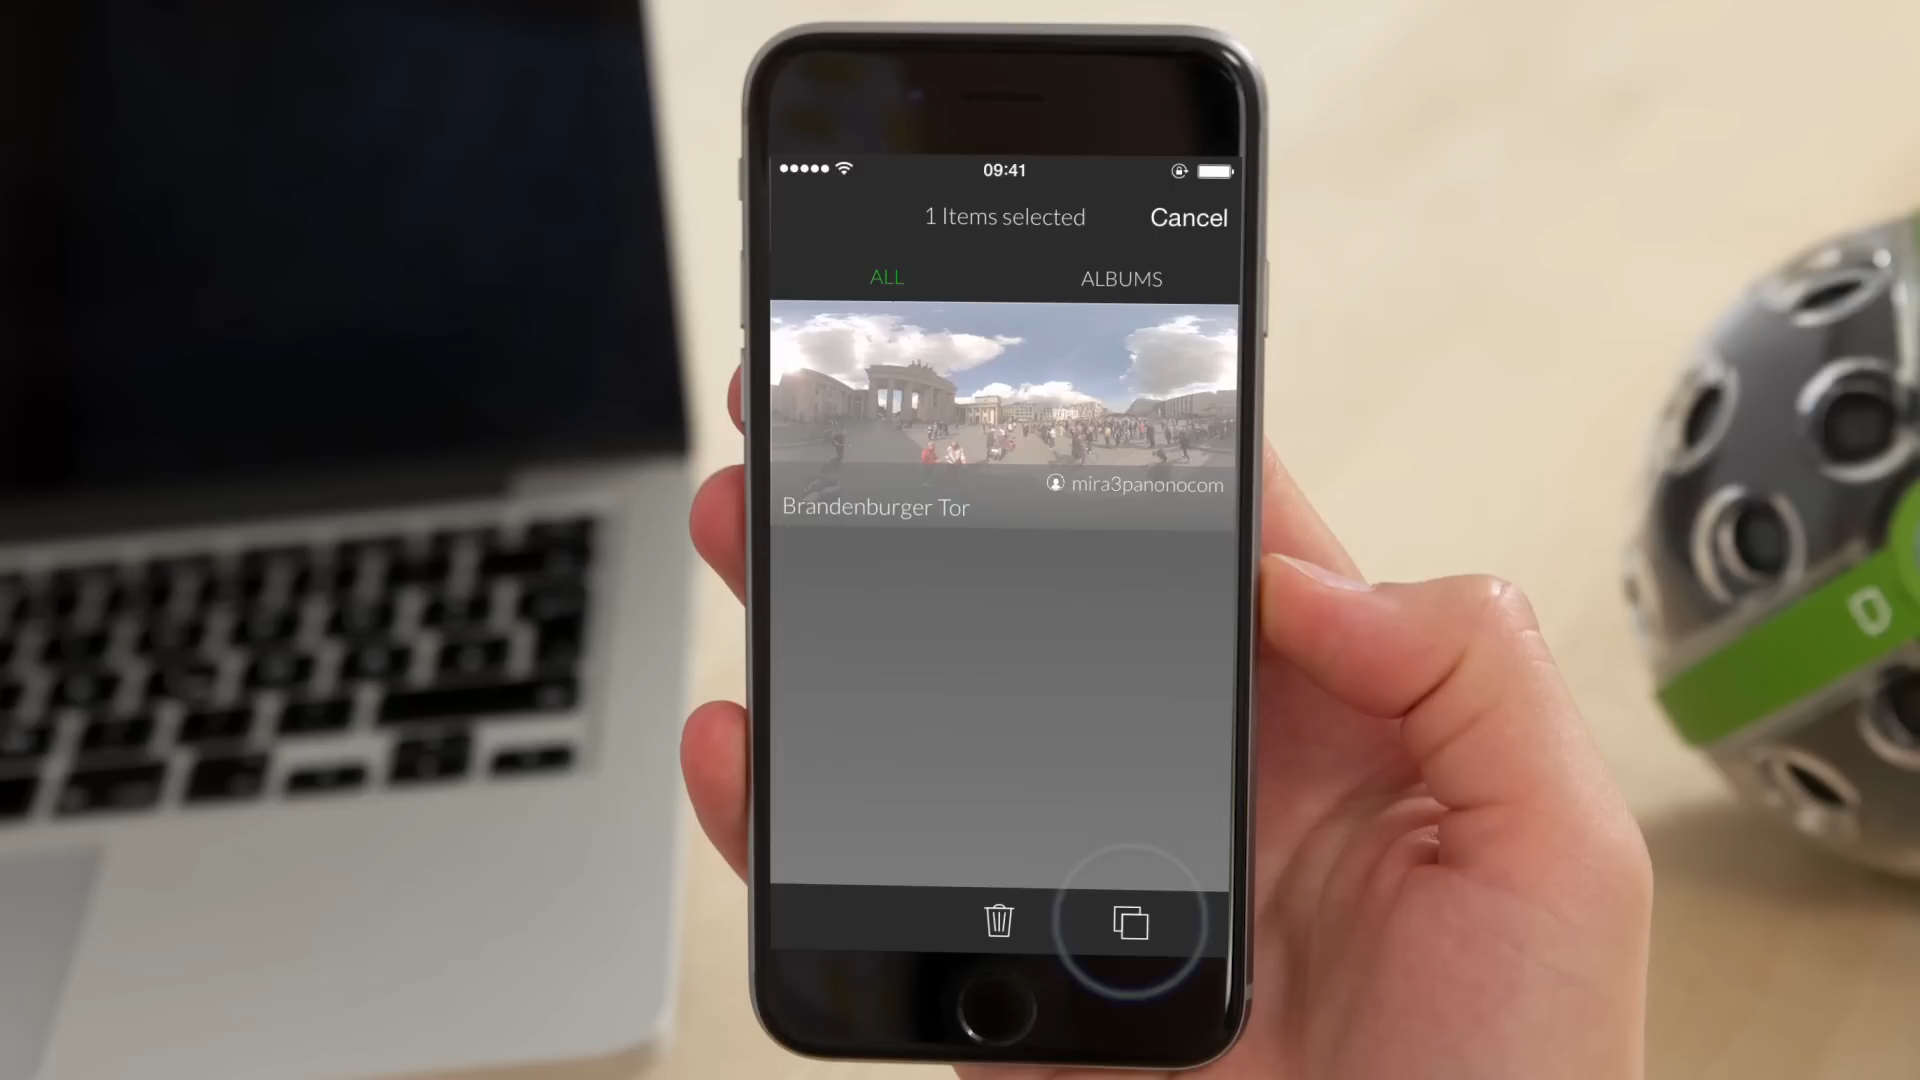 09:41
1 Items selected
Cancel
ALL
ALBUMS
mira3panonocom
Brandenburger Tor